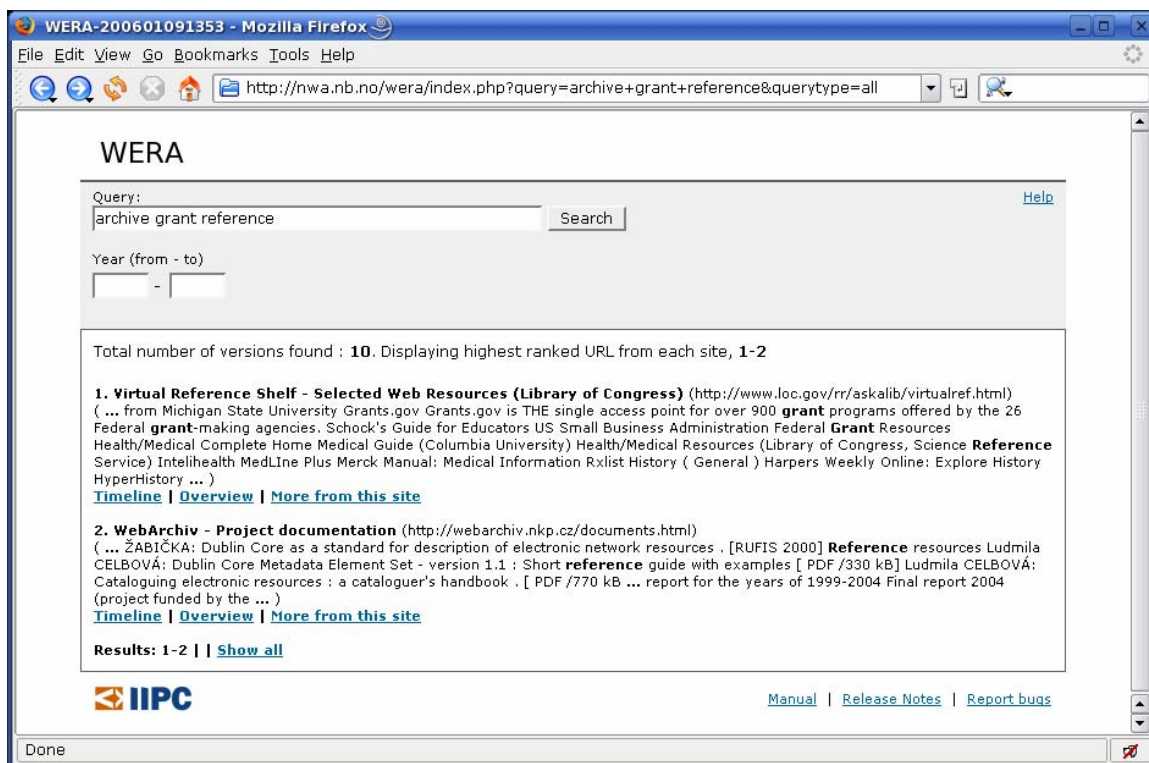 WERA-200601091353 - Mozilla Firefox
File Edit View Go Bookmarks Tools Help
http://nwa.nb.no/wera/index.php?query=archive+grant+reference&querytype=all
WERA
Query:
Help
archive grant reference
Search
Year (from - to)
-
Total number of versions found : 10. Displaying highest ranked URL from each site, 1-2
1. Virtual Reference Shelf - Selected Web Resources (Library of Congress) (http://www.loc.gov/rr/askalib/virtualref.html)
( ... from Michigan State University Grants.gov Grants.gov is THE single access point for over 900 grant programs offered by the 26
Federal grant-making agencies. Schock's Guide for Educators US Small Business Administration Federal Grant Resources
Health/Medical Complete Home Medical Guide (Columbia University) Health/Medical Resources (Library of Congress, Science Reference
Service) Intelihealth MedLIne Plus Merck Manual: Medical Information Rxlist History ( General ) Harpers Weekly Online: Explore History
HyperHistory ... )
Timeline | Overview | More from this site
2. WebArchiv - Project documentation (http://webarchiv.nkp.cz/documents.html)
( ... ŽABIČKA: Dublin Core as a standard for description of electronic network resources . [RUFIS 2000] Reference resources Ludmila
CELBOVÁ: Dublin Core Metadata Element Set - version 1.1 : Short reference guide with examples [ PDF /330 kB] Ludmila CELBOVÁ:
Cataloguing electronic resources : a cataloguer's handbook . [ PDF /770 kB ... report for the years of 1999-2004 Final report 2004
(project funded by the ... )
Timeline | Overview | More from this site
Results: 1-2 | | Show all
IIPC
Manual | Release Notes | Report bugs
Done